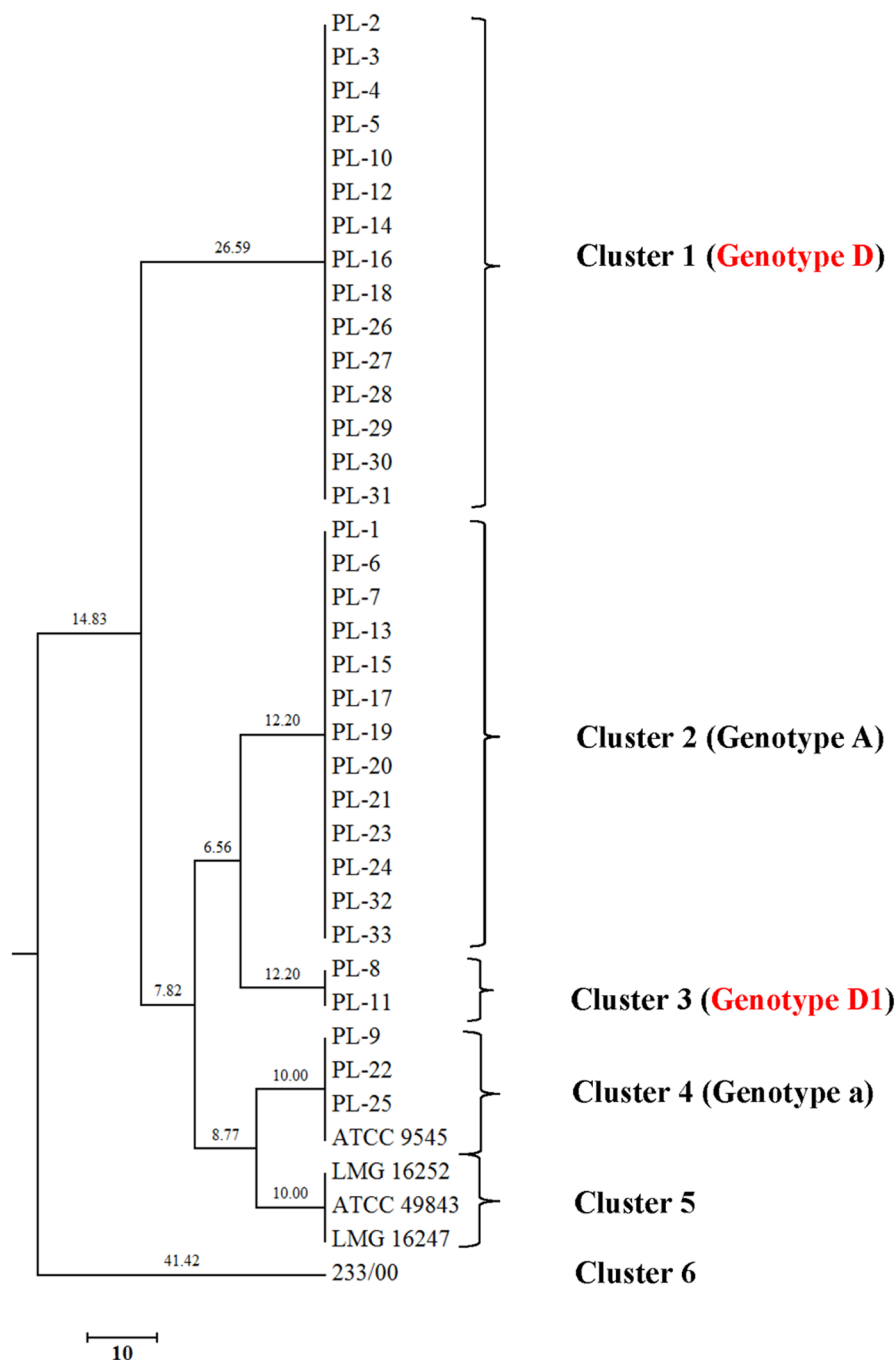 PL-2
PL-3
PL-4
PL-5
PL-10
PL-12
PL-14
26.59
PL-16
Cluster 1 (Genotype D)
PL-18
PL-26
PL-27
PL-28
PL-29
PL-30
PL-31
PL-1
PL-6
PL-7
14.83
PL-13
PL-15
PL-17
12.20
PL-19
Cluster 2 (Genotype A)
PL-20
PL-21
PL-23
6.56
PL-24
PL-32
PL-33
PL-8
12.20
7.82
PL-11
Cluster 3 (Genotype D1)
PL-9
PL-22
10.00
PL-25
Cluster 4 (Genotype a)
8.77
ATCC 9545
LMG 16252
10.00
ATCC 49843
Cluster 5
LMG 16247
41.42
233/00
Cluster 6
10